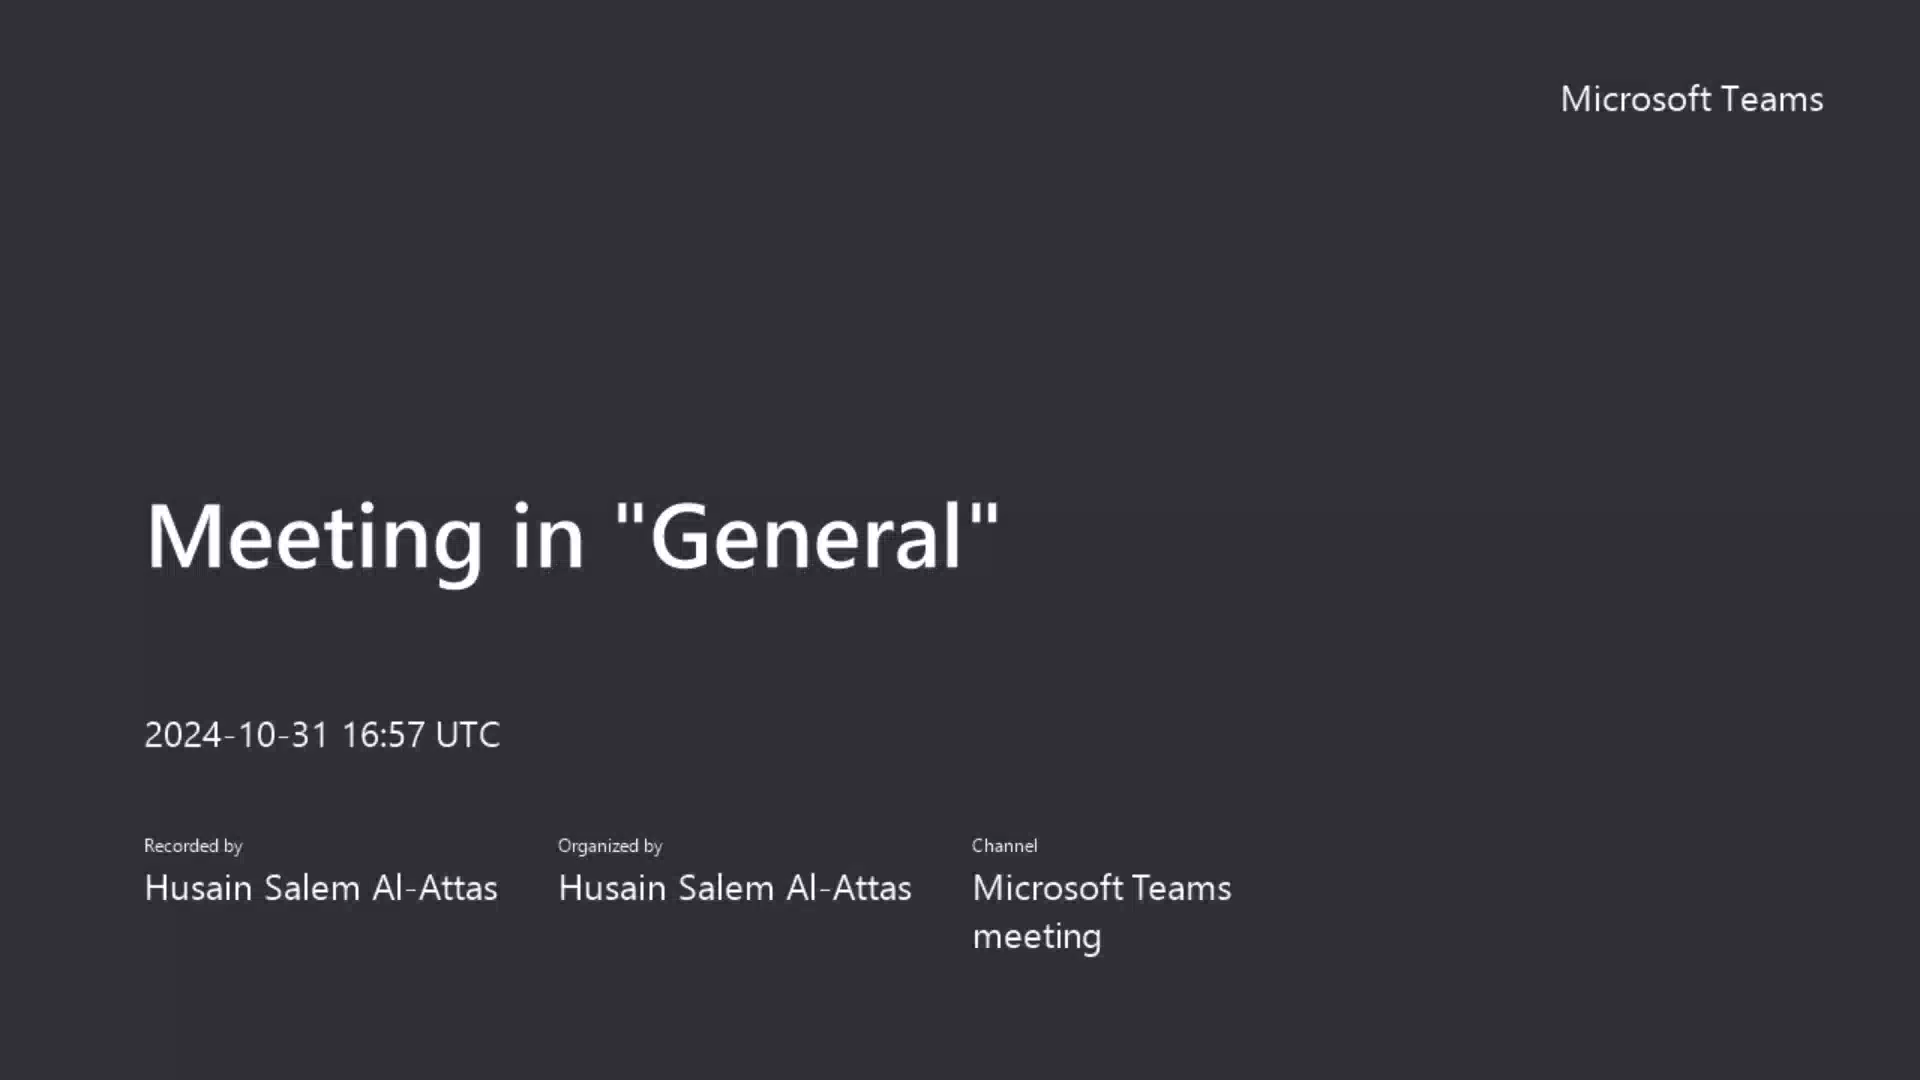 Microsoft Teams
Meeting in "General"
2024-10-31 16:57 UTC
Recorded by
Husain Salem Al-Attas
Organized by
Husain Salem Al-Attas
Channel
Microsoft Teams
meeting